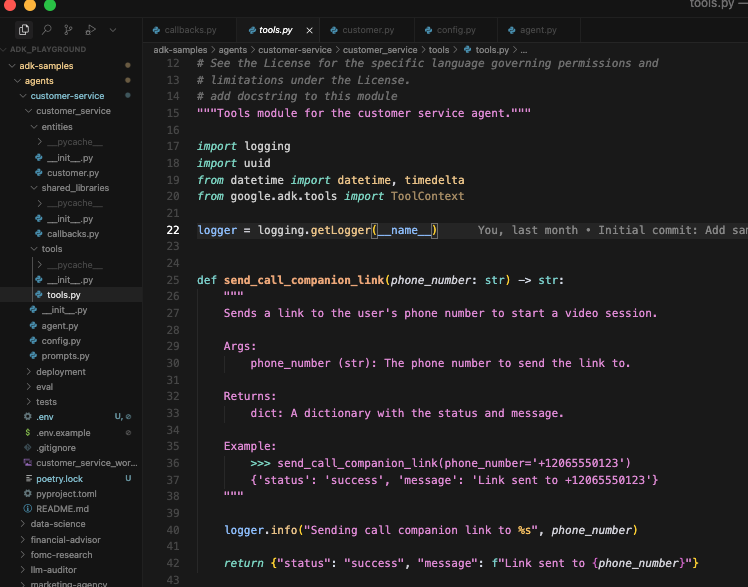 tools.py —
callbacks.py
tools.py
customer.py
config.py
agent.py
ADK_PLAYGROUND
adk-samples
agents
customer-service
customer_service
entities
__pycache__
__init__.py
customer.py
shared_libraries
__pycache__
__init__.py
callbacks.py
tools
__pycache__
__init__.py
tools.py
__init__.py
agent.py
config.py
prompts.py
deployment
eval
tests
.env U,
.env.example
.gitignore
customer_service_wor...
poetry.lock U
pyproject.toml
README.md
data-science
financial-advisor
fomc-research
llm-auditor
marketing-agency
adk-samples > agents > customer-service > customer_service > tools > tools.py > ...
12 # See the License for the specific language governing permissions and
13 # limitations under the License.
14 # add docstring to this module
15 """Tools module for the customer service agent."""
16
17 import logging
18 import uuid
19 from datetime import datetime, timedelta
20 from google.adk.tools import ToolContext
21
22 logger = logging.getLogger(__name__) You, last month • Initial commit: Add sam
23
24
25 def send_call_companion_link(phone_number: str) -> str:
26 """
27 Sends a link to the user's phone number to start a video session.
28
29 Args:
30 phone_number (str): The phone number to send the link to.
31
32 Returns:
33 dict: A dictionary with the status and message.
34
35 Example:
36 >>> send_call_companion_link(phone_number='+12065550123')
37 {'status': 'success', 'message': 'Link sent to +12065550123'}
38 """
39
40 logger.info("Sending call companion link to %s", phone_number)
41
42 return {"status": "success", "message": f"Link sent to {phone_number}"}
43